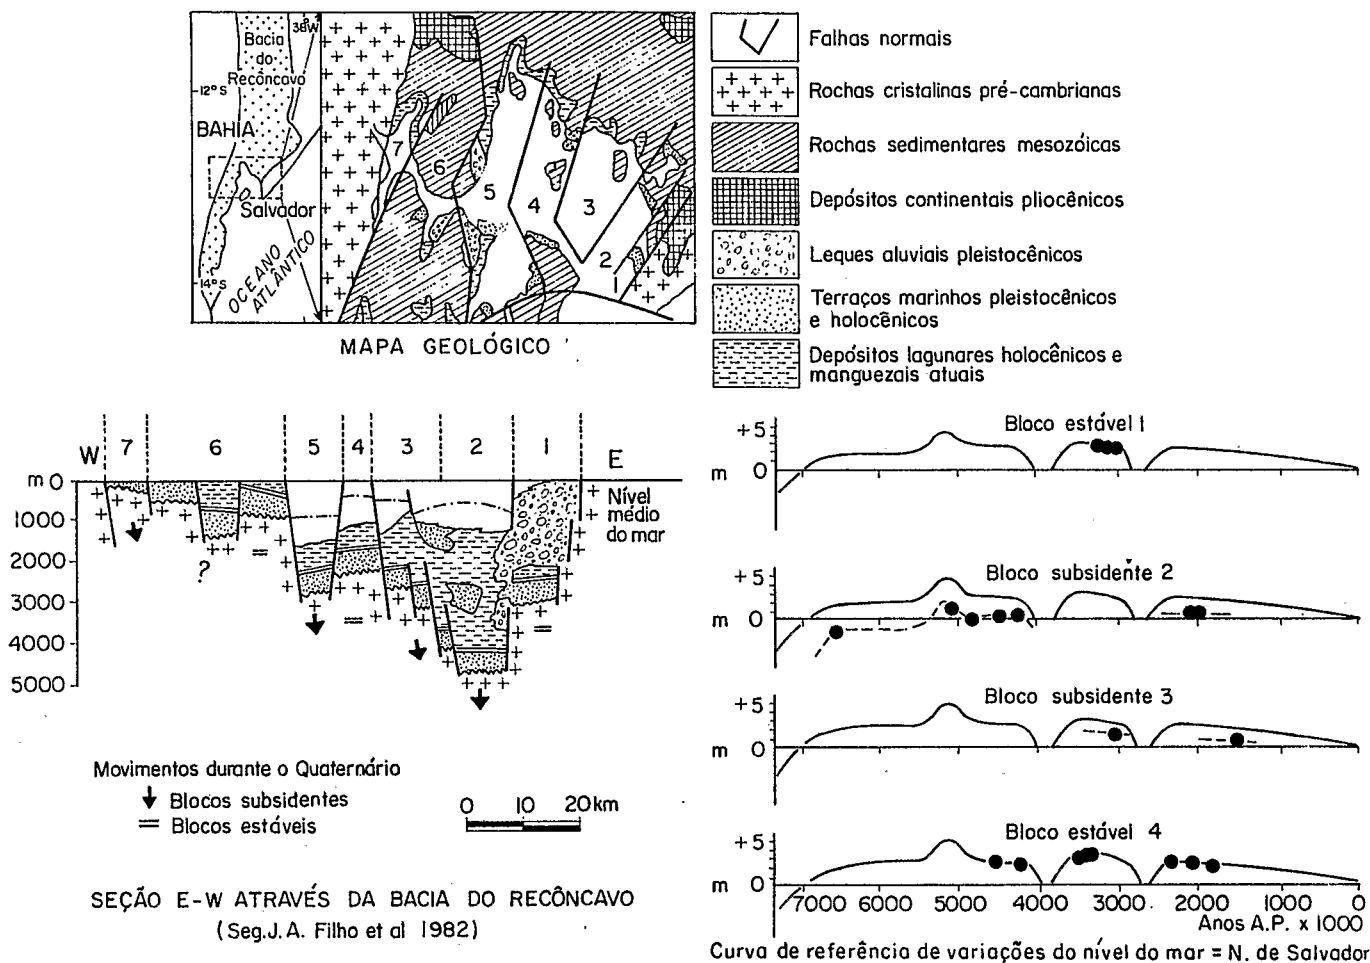 38°W
Bacia
do
Recôncavo
12°S
BAHIA
Salvador
OCEANO
ATLÂNTICO
14°S
7
6
5
4
3
2
1
MAPA GEOLÓGICO
Falhas normais
Rochas cristalinas pré-cambrianas
Rochas sedimentares mesozóicas
Depósitos continentais pliocênicos
Leques aluviais pleistocênicos
Terraços marinhos pleistocênicos
e holocênicos
Depósitos lagunares holocênicos e
manguezais atuais
W 7 6 5 4 3 2 1 E
m 0
1000
2000
3000
4000
5000
Nível
médio
do mar
?
Movimentos durante o Quaternário
Blocos subsidentes
Blocos estáveis
0 10 20km
SEÇÃO E-W ATRAVÉS DA BACIA DO RECÔNCAVO
(Seg. J. A. Filho et al 1982)
Bloco estável 1
+5
m 0
Bloco subsidente 2
+5
m 0
Bloco subsidente 3
+5
m 0
Bloco estável 4
+5
m 0
7000 6000 5000 4000 3000 2000 1000 0
Anos A.P. x 1000
Curva de referência de variações do nível do mar = N. de Salvador